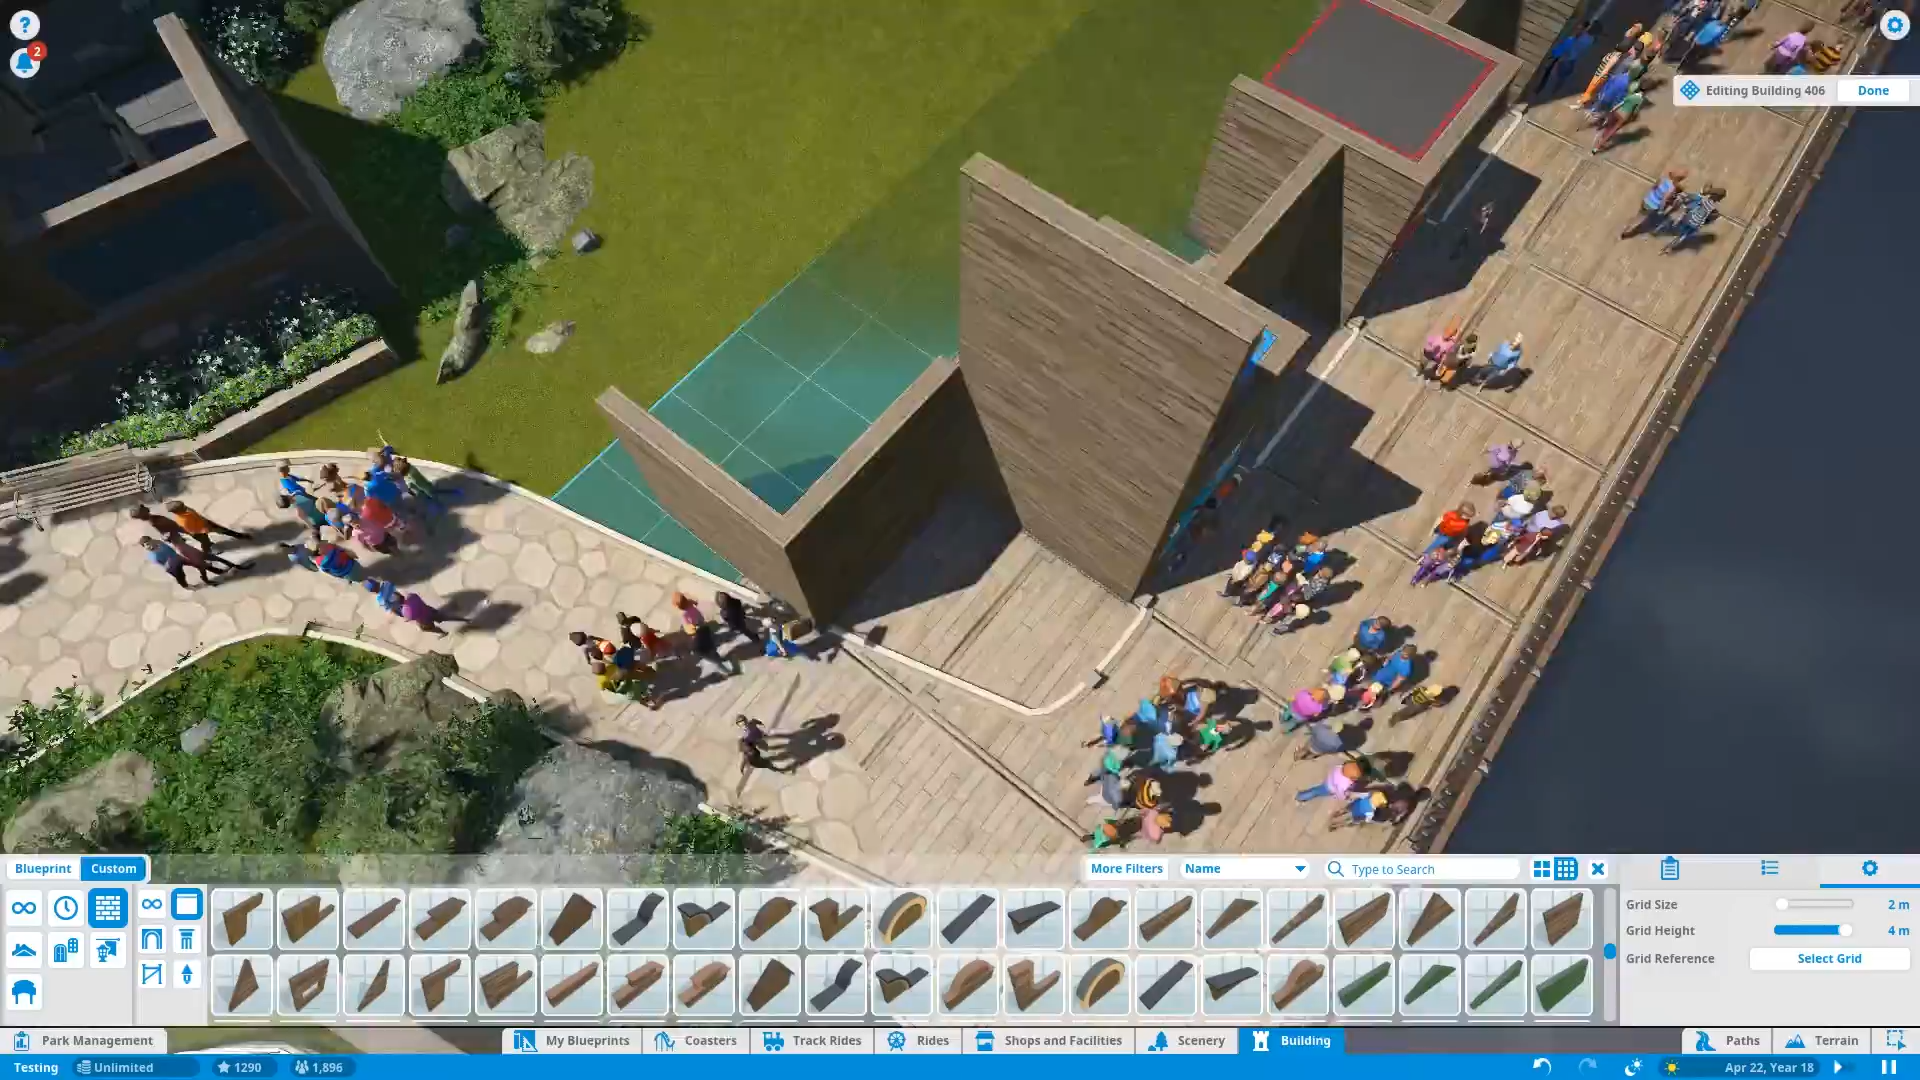 ?
2
Editing Building 406
Done
Blueprint
Custom
More Filters
Name
Type to Search
Grid Size
2 m
Grid Height
4 m
Grid Reference
Select Grid
Park Management
My Blueprints
Coasters
Track Rides
Rides
Shops and Facilities
Scenery
Building
Paths
Terrain
Testing
Unlimited
1290
1,896
Apr 22, Year 18